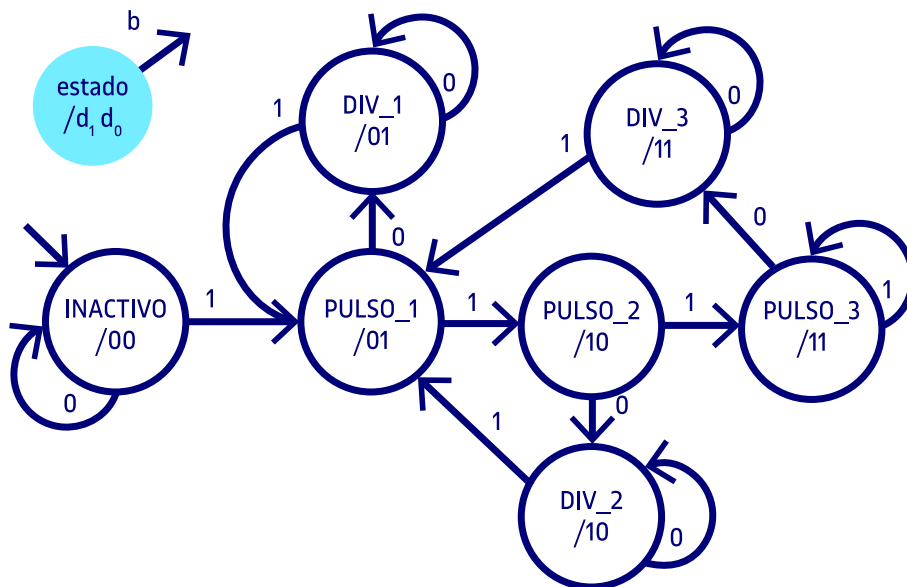 b
estado
/d₁ d₀
1
DIV_1
/01
0
DIV_3
/11
0
1
0
0
INACTIVO
/00
0
1
PULSO_1
/01
1
PULSO_2
/10
1
PULSO_3
/11
1
0
1
DIV_2
/10
0